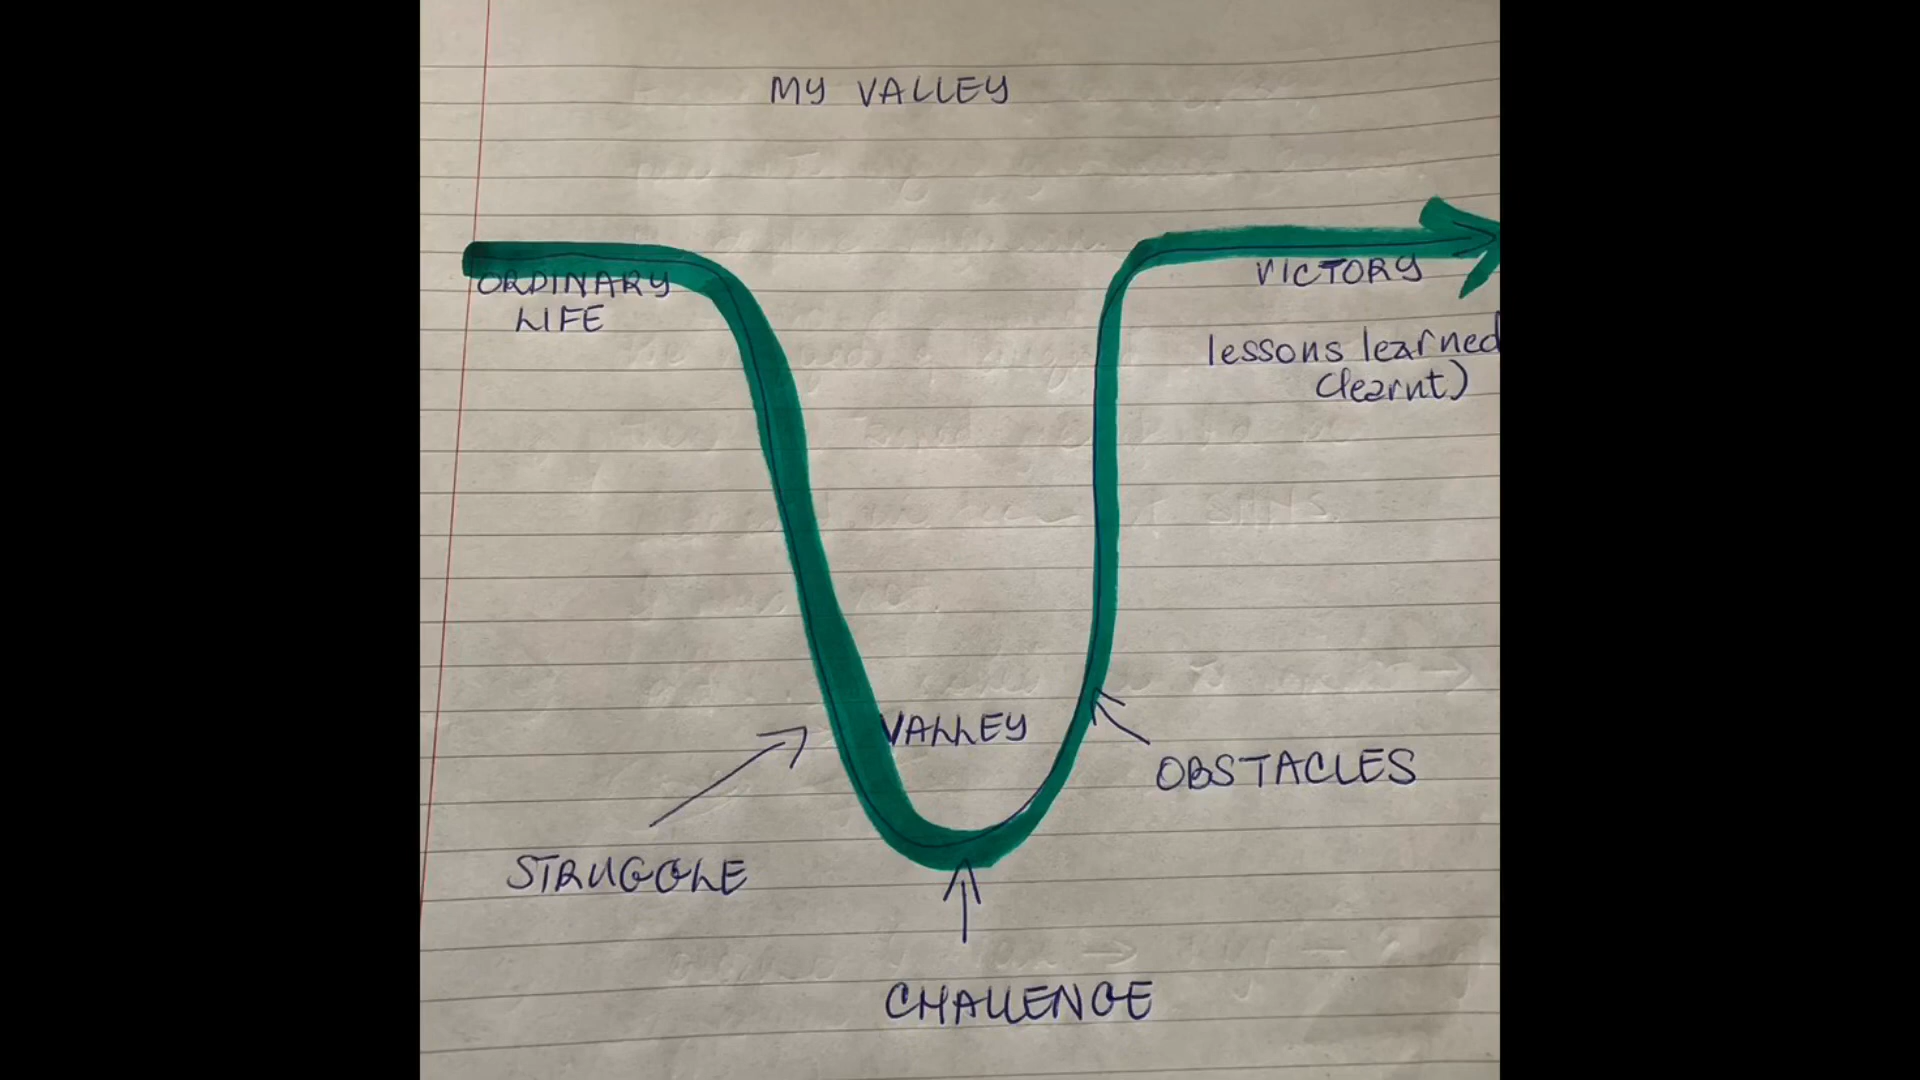 MY VALLEY
ORDINARY
LIFE
VICTORY
lessons learned
(learnt)
VALLEY
OBSTACLES
STRUGGLE
CHALLENGE